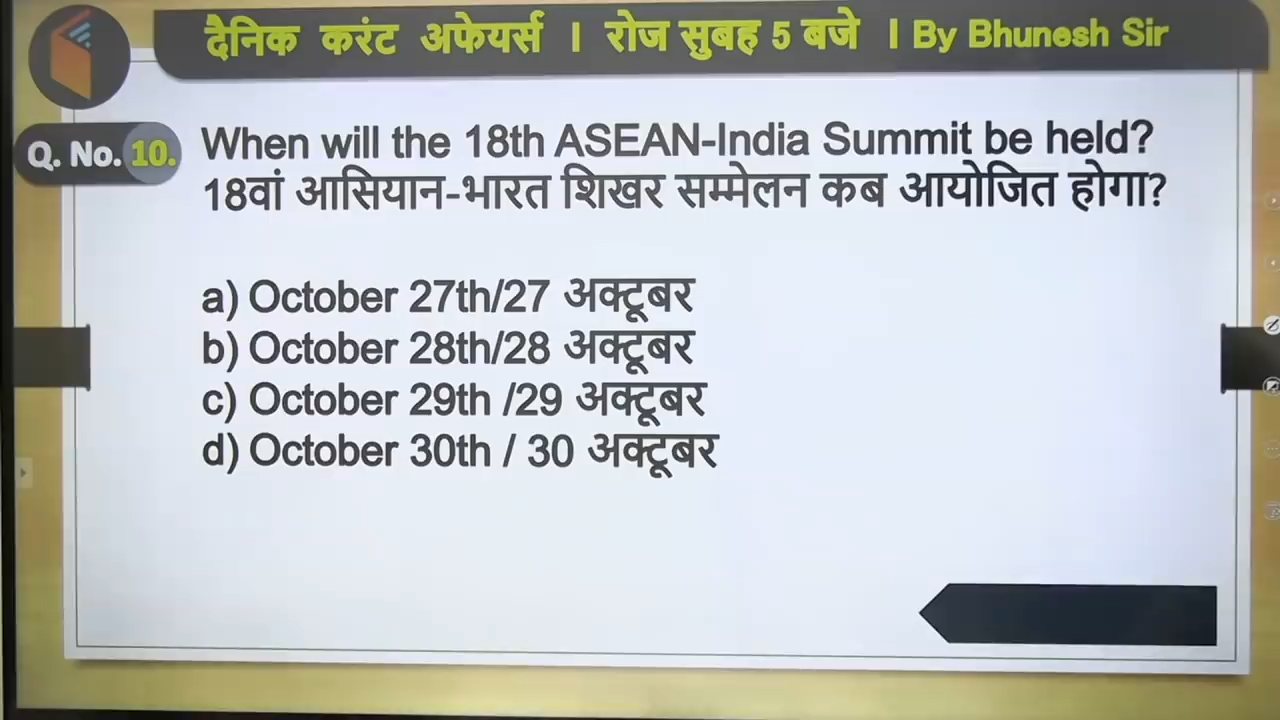 दैनिक करंट अफेयर्स । रोज सुबह 5 बजे । By Bhunesh Sir
Q. No. 10.
When will the 18th ASEAN-India Summit be held?
18वां आसियान-भारत शिखर सम्मेलन कब आयोजित होगा?
a) October 27th/27 अक्टूबर
b) October 28th/28 अक्टूबर
c) October 29th /29 अक्टूबर
d) October 30th / 30 अक्टूबर